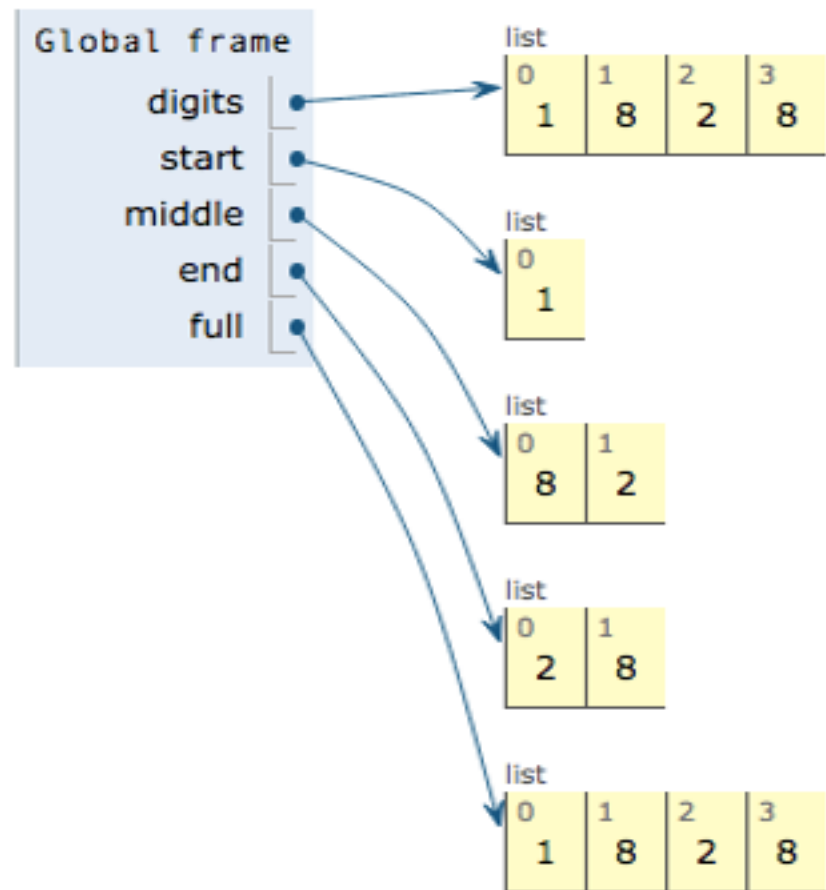 Global frame
digits
start
middle
end
full
list
0 1 2 3
1 8 2 8
list
0
1
list
0 1
8 2
list
0 1
2 8
list
0 1 2 3
1 8 2 8